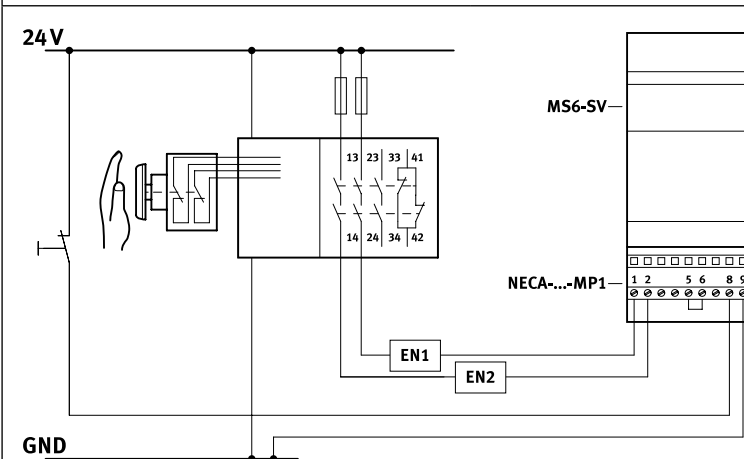 24 V
MS6-SV
13 23 33 41
14 24 34 42
NECA-...-MP1
1 2 5 6 8 9
EN1
EN2
GND